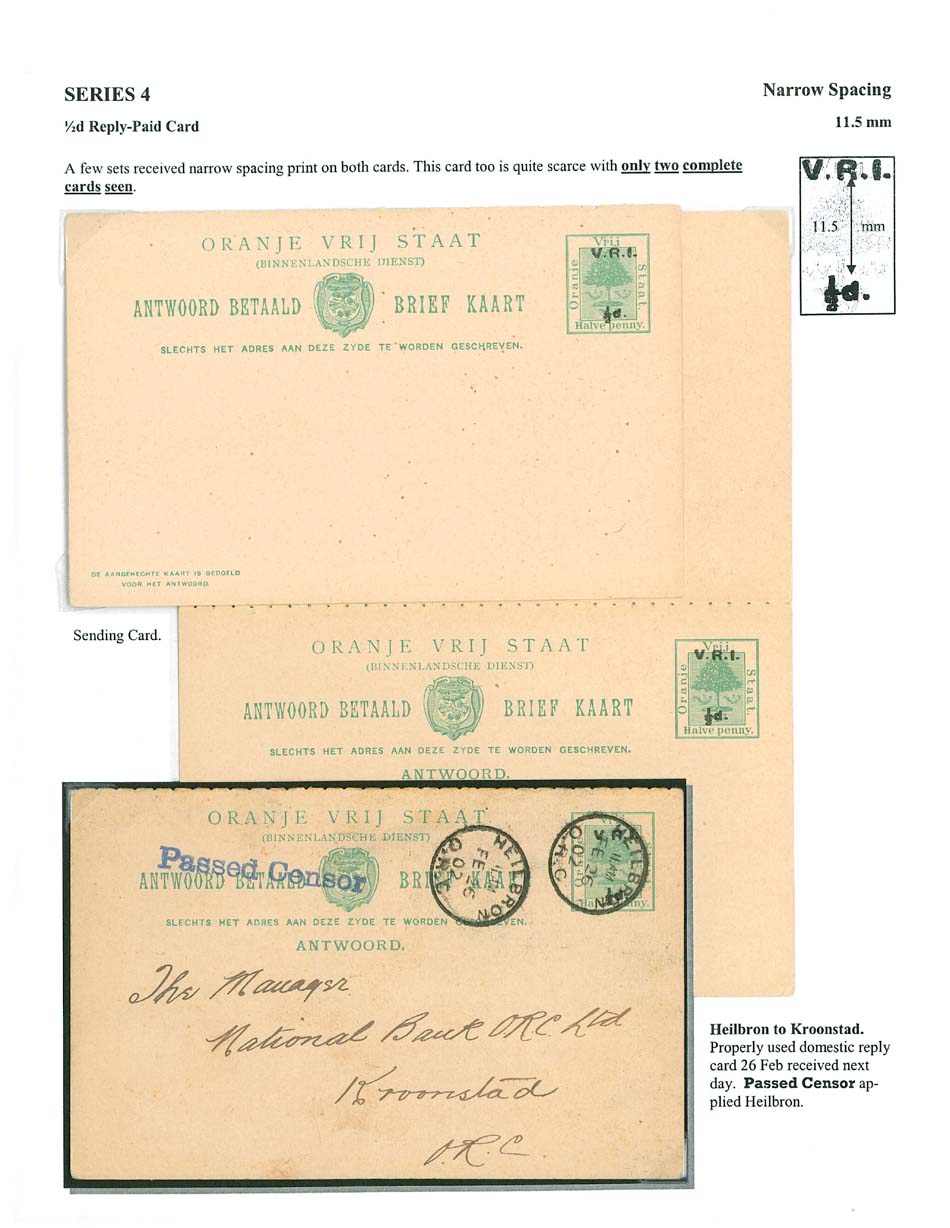 SERIES 4
Narrow Spacing
½d Reply-Paid Card
11.5 mm
A few sets received narrow spacing print on both cards. This card too is quite scarce with only two complete
cards seen.
V.R.I.
11.5 mm
½d.
ORANJE VRIJ STAAT
(BINNENLANDSCHE DIENST)
ANTWOORD BETAALD BRIEF KAART
SLECHTS HET ADRES AAN DEZE ZYDE TE WORDEN GESCHREVEN.
Vrij
V.R.I.
Oranje
Staat
½d.
Halve penny.
DE AANGEHECHTE KAART IS BEDOELD
VOOR HET ANTWOORD.
Sending Card.
ORANJE VRIJ STAAT
(BINNENLANDSCHE DIENST)
ANTWOORD BETAALD BRIEF KAART
SLECHTS HET ADRES AAN DEZE ZYDE TE WORDEN GESCHREVEN.
ANTWOORD.
Vrij
V.R.I.
Oranje
Staat
½d.
Halve penny.
ORANJE VRIJ STAAT
(BINNENLANDSCHE DIENST)
Passed Censor
ANTWOORD BETAALD BRIEF KAART
SLECHTS HET ADRES AAN DEZE ZYDE TE WORDEN GESCHREVEN.
ANTWOORD.
HEILBRON
FE 26
02
O.R.C.
HEILBRON
FE 26
02
O.R.C
The Manager
National Bank O.R.C. Ltd
Kroonstad
O.R.C.
Heilbron to Kroonstad.
Properly used domestic reply
card 26 Feb received next
day. Passed Censor ap-
plied Heilbron.